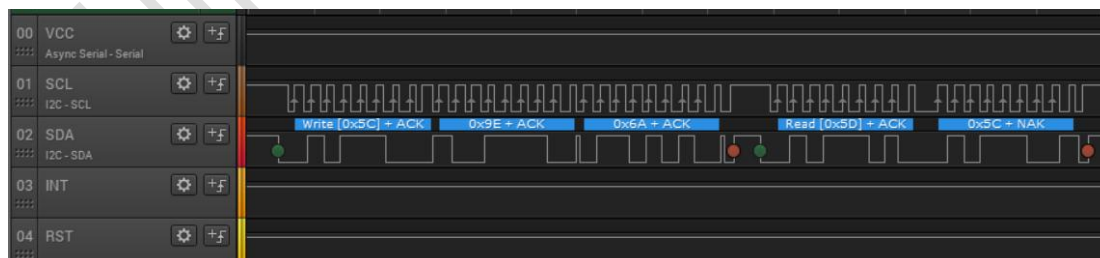 00 VCC
Async Serial - Serial
01 SCL
I2C - SCL
02 SDA
I2C - SDA
Write [0x5C] + ACK 0x9E + ACK 0x6A + ACK Read [0x5D] + ACK 0x5C + NAK
03 INT
04 RST